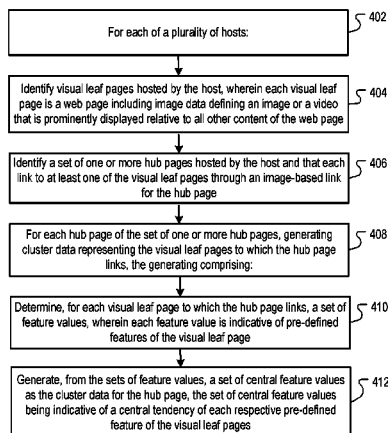 402
For each of a plurality of hosts:
404
Identify visual leaf pages hosted by the host, wherein each visual leaf
page is a web page including image data defining an image or a video
that is prominently displayed relative to all other content of the web page
406
Identify a set of one or more hub pages hosted by the host and that each
link to at least one of the visual leaf pages through an image-based link
for the hub page
408
For each hub page of the set of one or more hub pages, generating
cluster data representing the visual leaf pages to which the hub page
links, the generating comprising:
410
Determine, for each visual leaf page to which the hub page links, a set of
feature values, wherein each feature value is indicative of pre-defined
features of the visual leaf page
412
Generate, from the sets of feature values, a set of central feature values
as the cluster data for the hub page, the set of central feature values
being indicative of a central tendency of each respective pre-defined
feature of the visual leaf pages